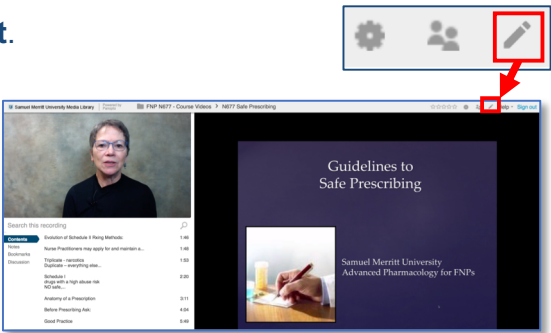 t.
Samuel Merritt University Media Library
FNP N677 - Course Videos > N677 Safe Prescribing
Help
Sign out
Search this recording
Contents
Notes
Bookmarks
Discussion
Evolution of Schedule II Rxing Methods: 1:46
Nurse Practitioners may apply for and maintain a... 1:46
Triplicate - narcotics 1:53
Duplicate – everything else...
Schedule I 2:20
drugs with a high abuse risk
NO safe,...
Anatomy of a Prescription 3:11
Before Prescribing Ask: 4:04
Good Practice 5:46
Guidelines to
Safe Prescribing
Samuel Merritt University
Advanced Pharmacology for FNPs